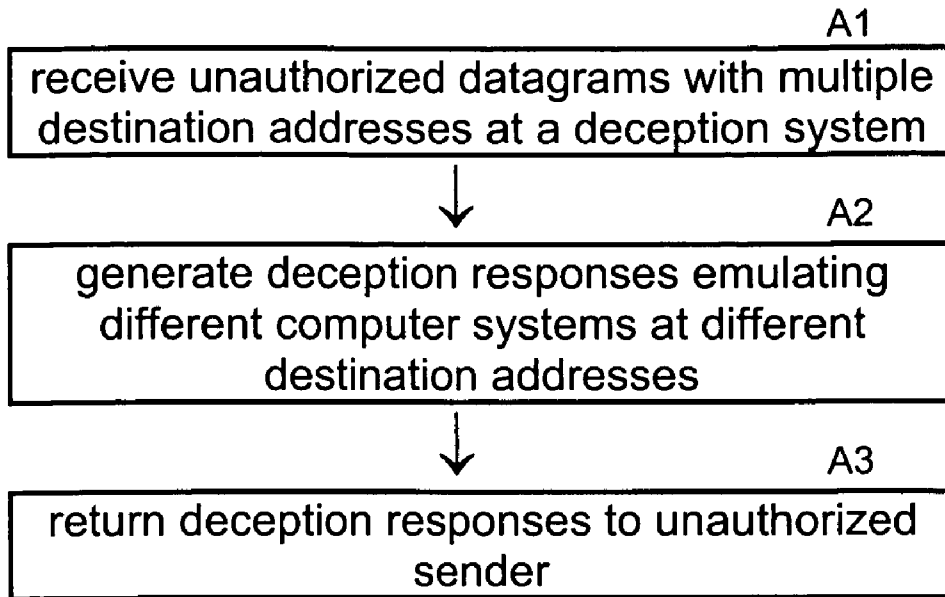 A1
receive unauthorized datagrams with multiple
destination addresses at a deception system
A2
generate deception responses emulating
different computer systems at different
destination addresses
A3
return deception responses to unauthorized
sender